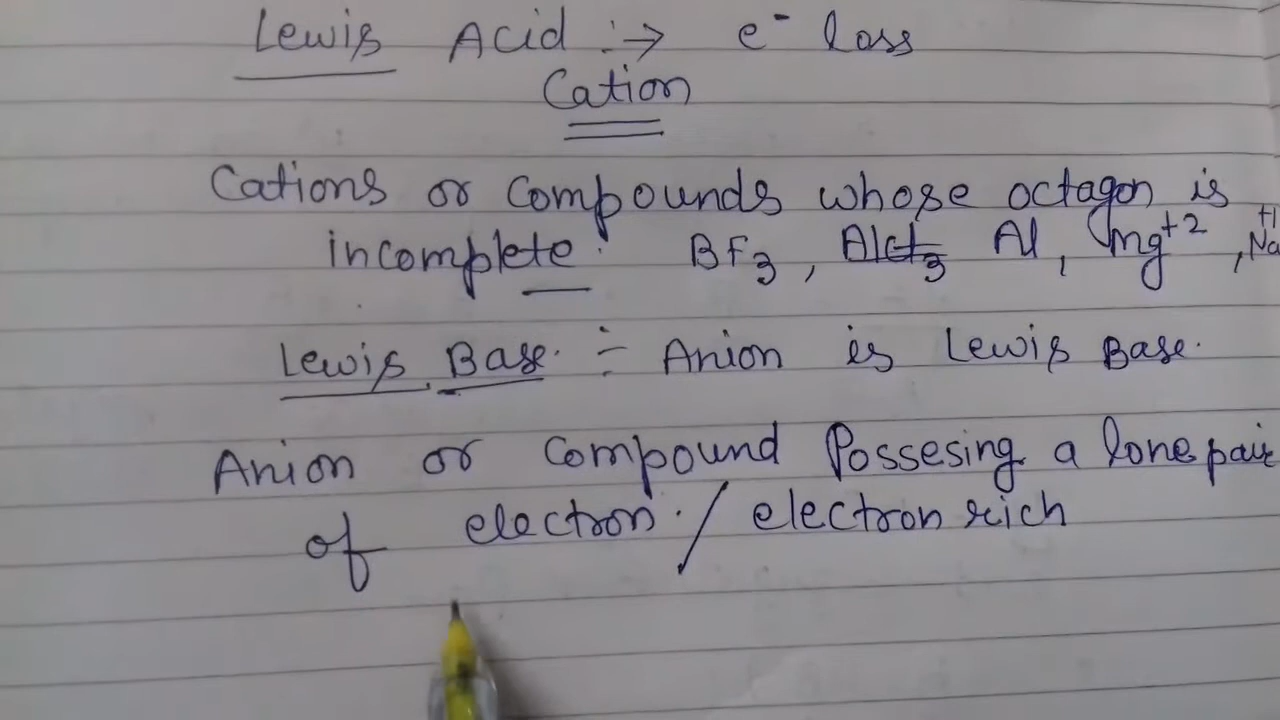 Lewis Acid :→ e⁻ loss
Cation
Cations or Compounds whose octagon is
incomplete: BF₃, AlCl₃ Al, Mg⁺², Na⁺¹
Lewis Base ÷ Anion is Lewis Base.
Anion or Compound Possesing a lone pair
of electron. / electron rich